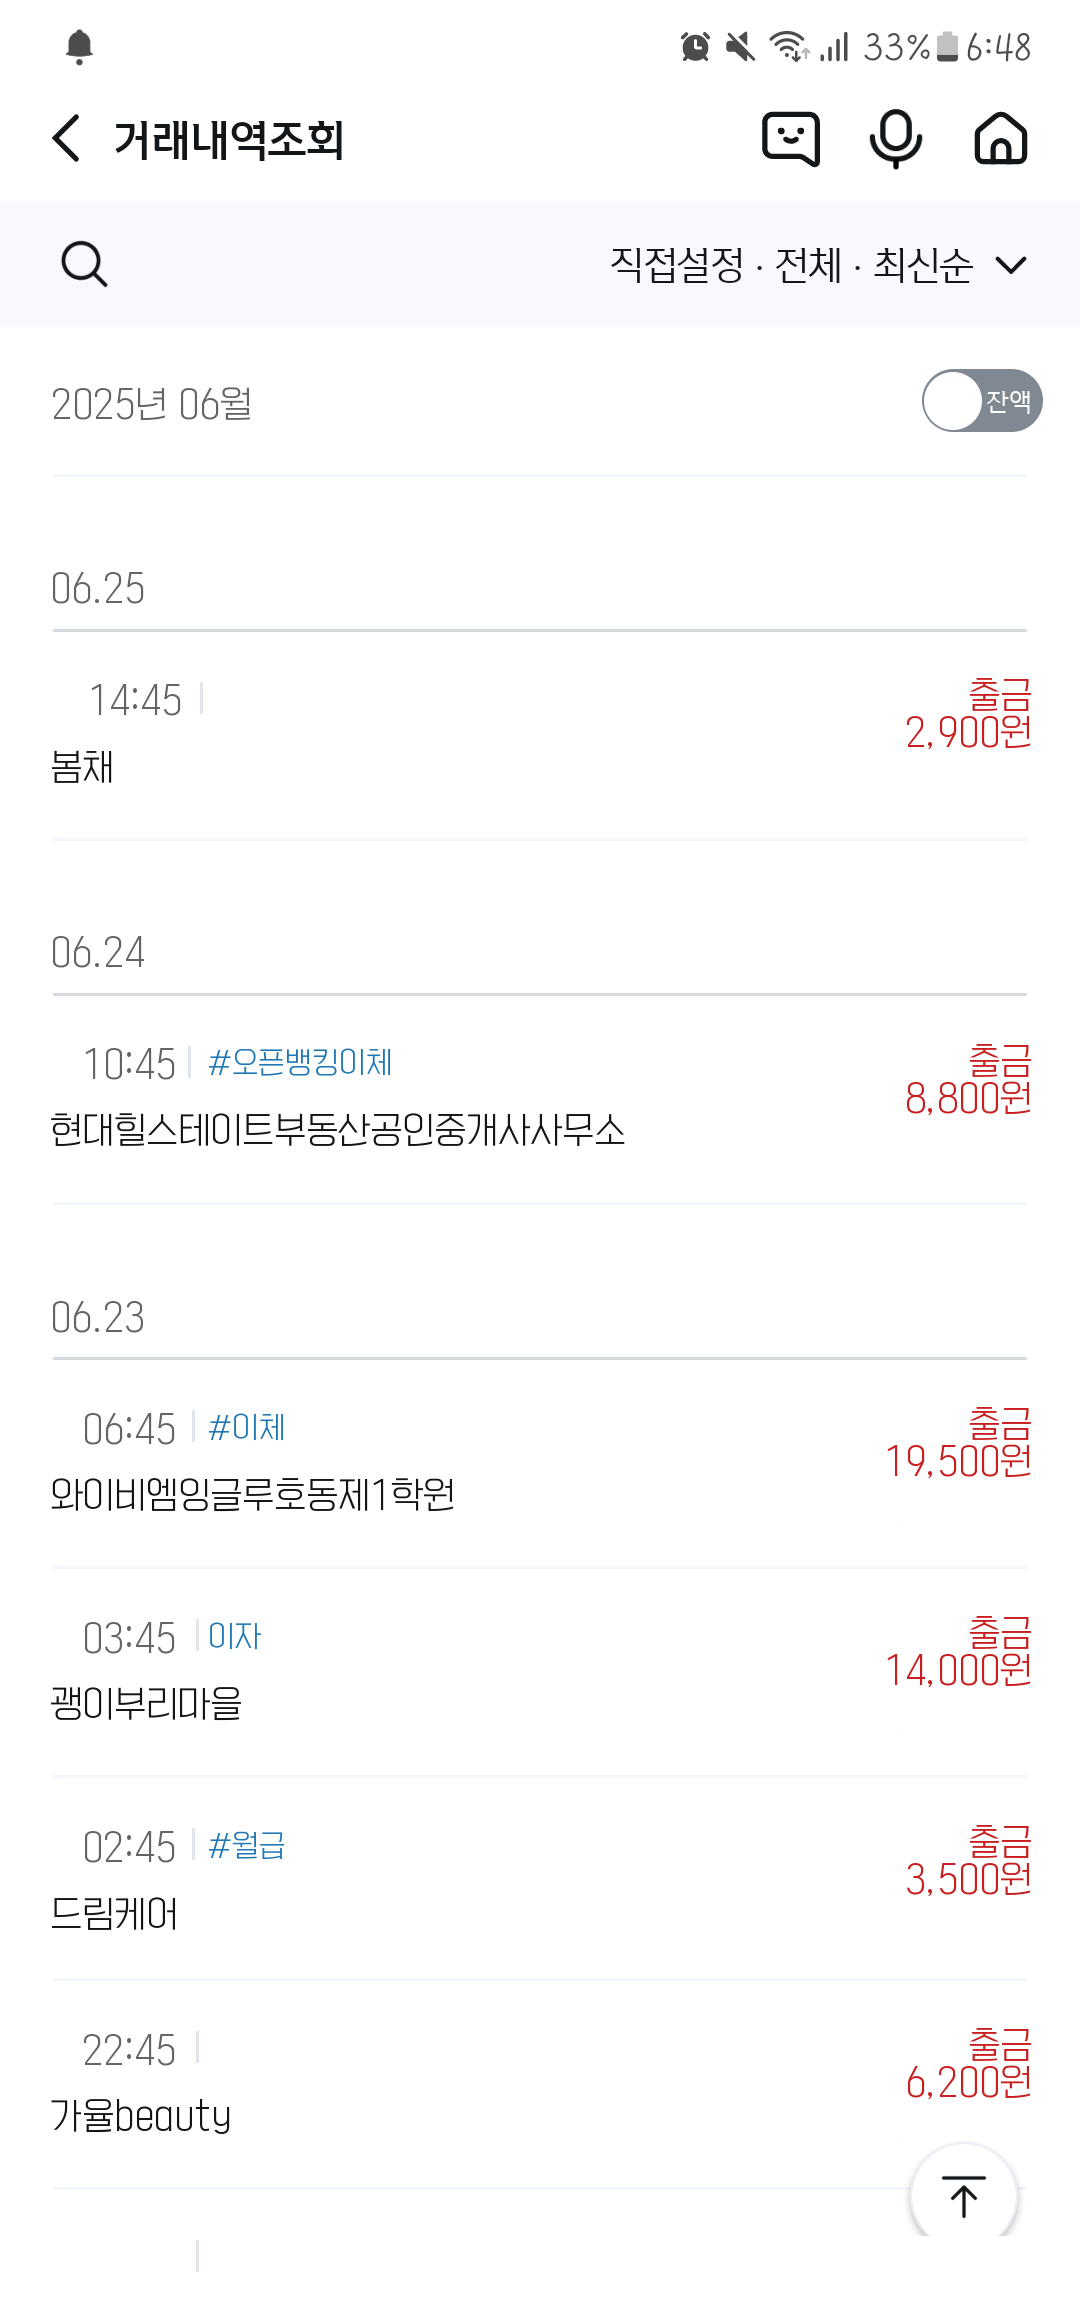 33% 6:48
거래내역조회
직접설정 · 전체 · 최신순
2025년 06월
잔액
06.25
14:45
출금
2,900원
봄채
06.24
10:45 #오픈뱅킹이체
출금
8,800원
현대힐스테이트부동산공인중개사사무소
06.23
06:45 #이체
출금
19,500원
와이비엠잉글루호동제1학원
03:45 이자
출금
14,000원
괭이부리마을
02:45 #월급
출금
3,500원
드림케어
22:45
출금
6,200원
가율beauty